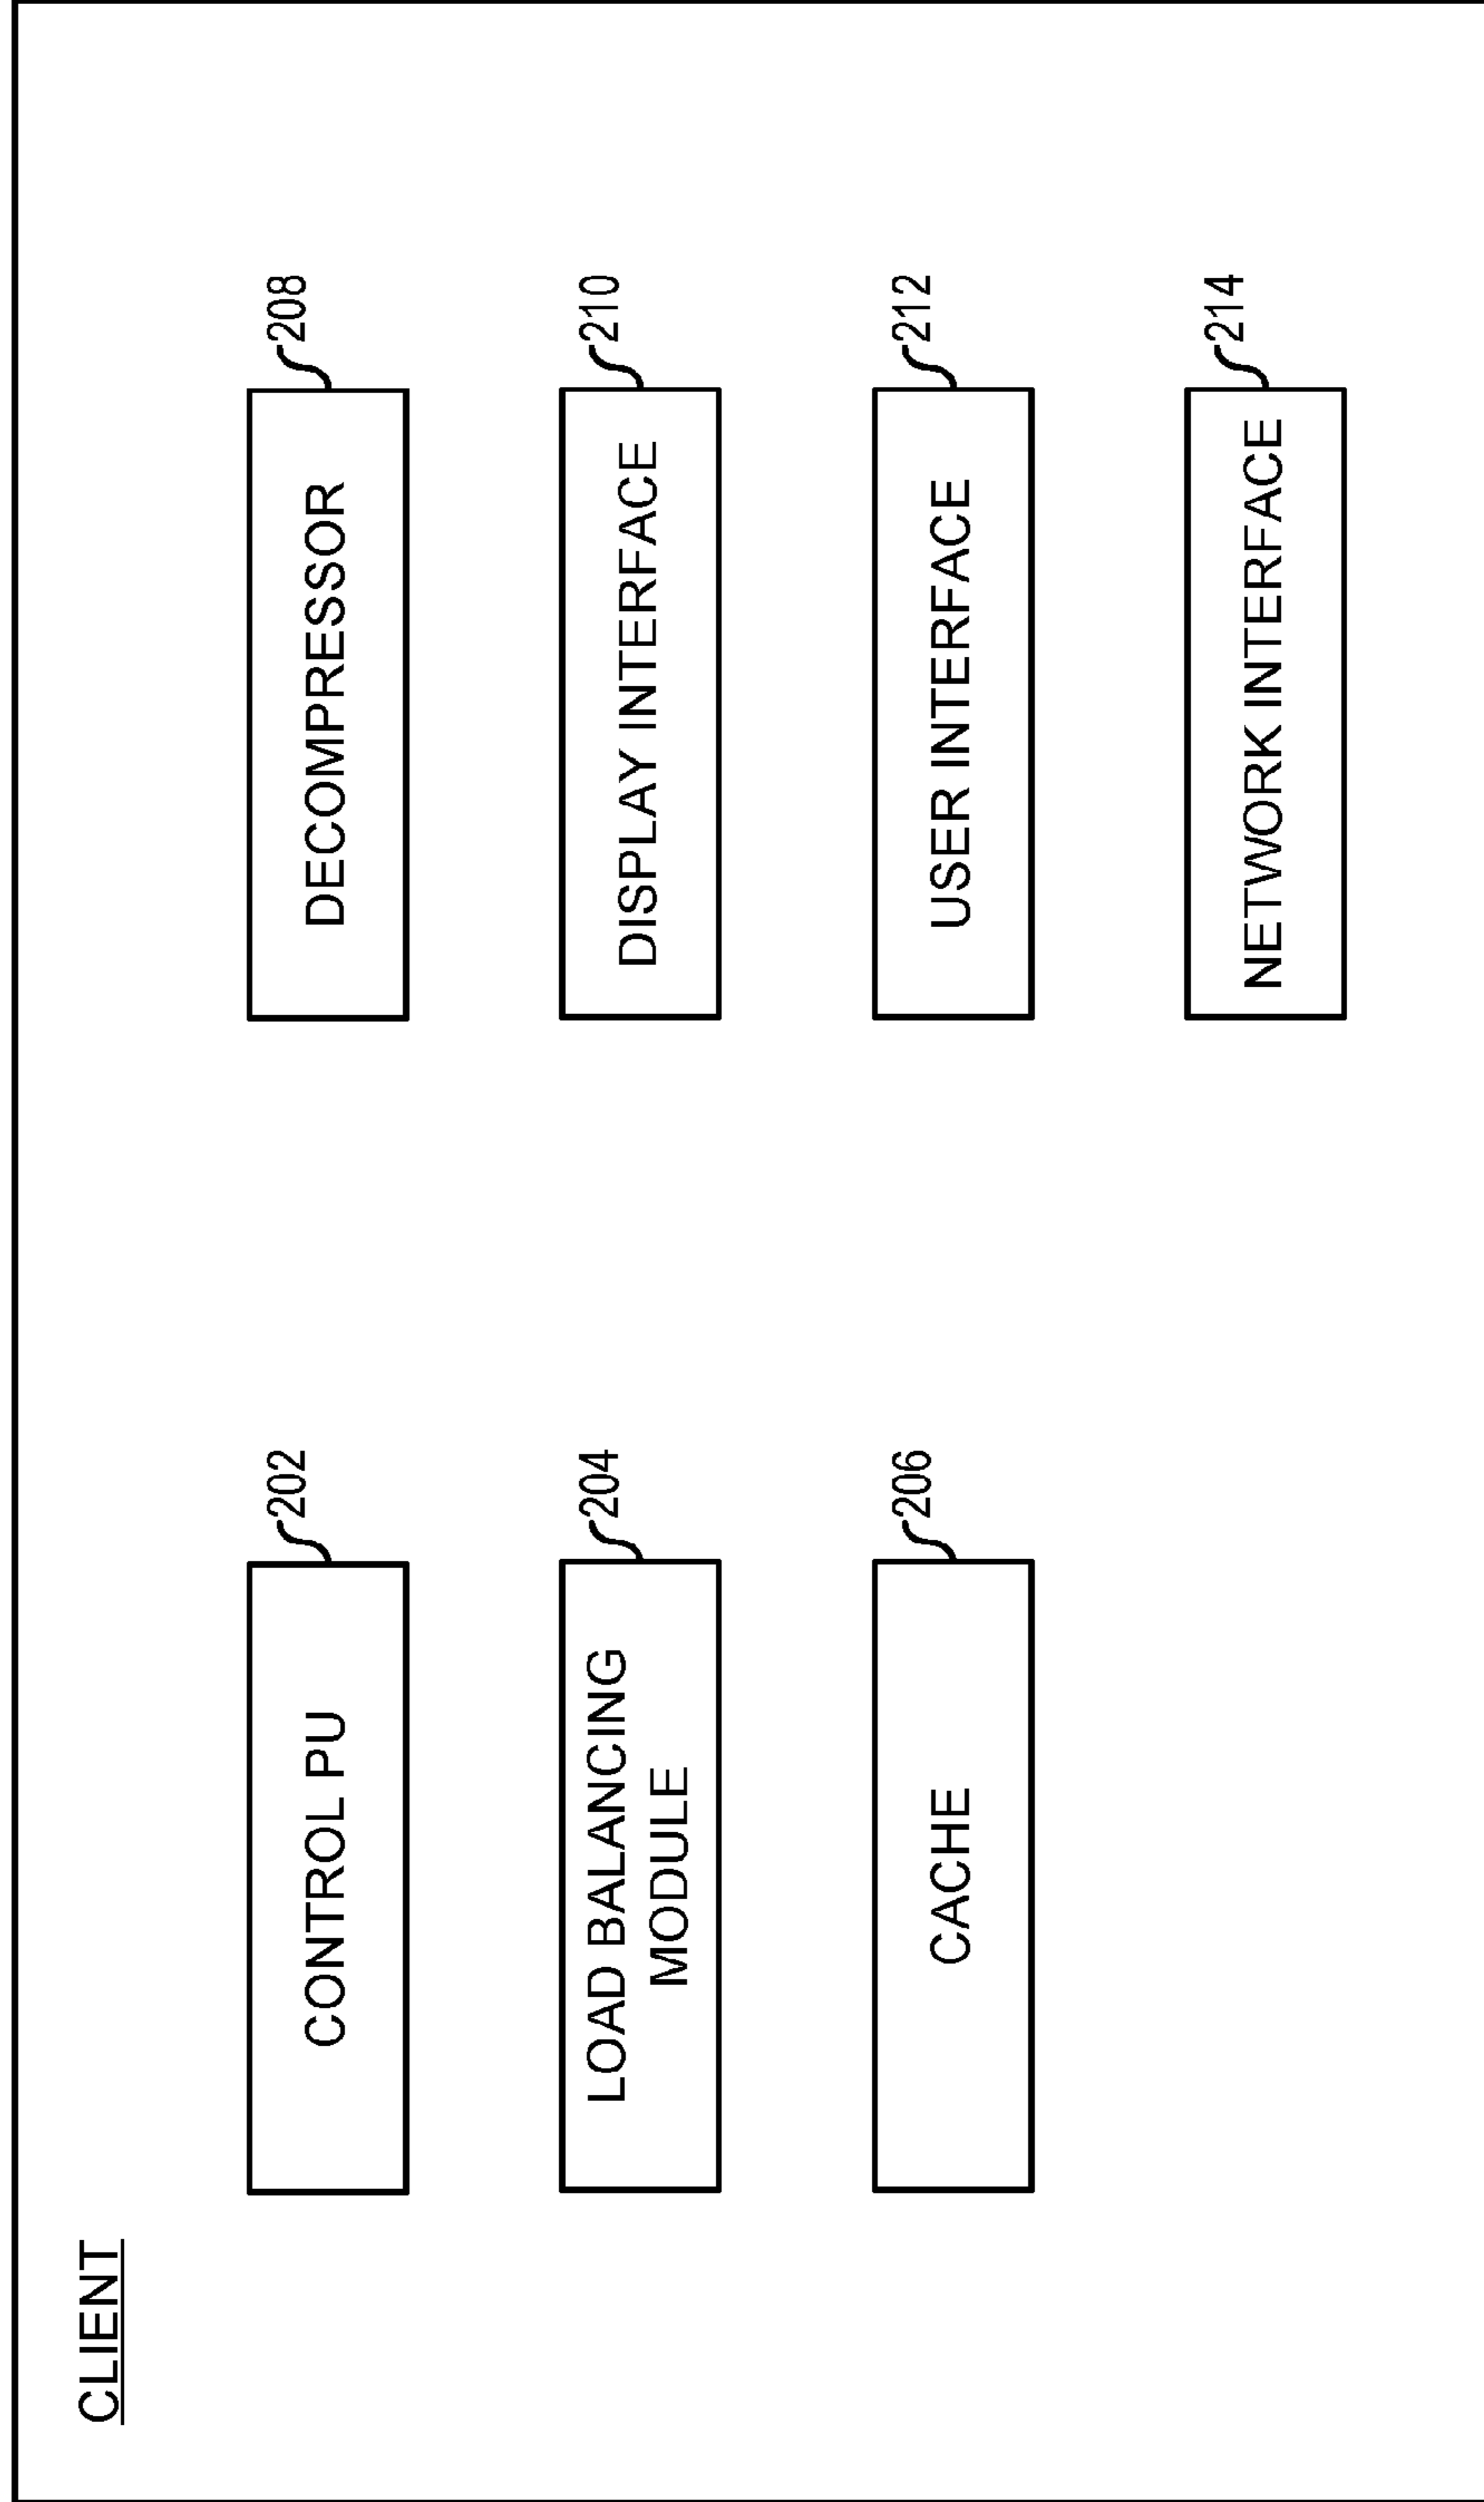 CLIENT
CONTROL PU
202
LOAD BALANCING
MODULE
204
CACHE
206
DECOMPRESSOR
208
DISPLAY INTERFACE
210
USER INTERFACE
212
NETWORK INTERFACE
214